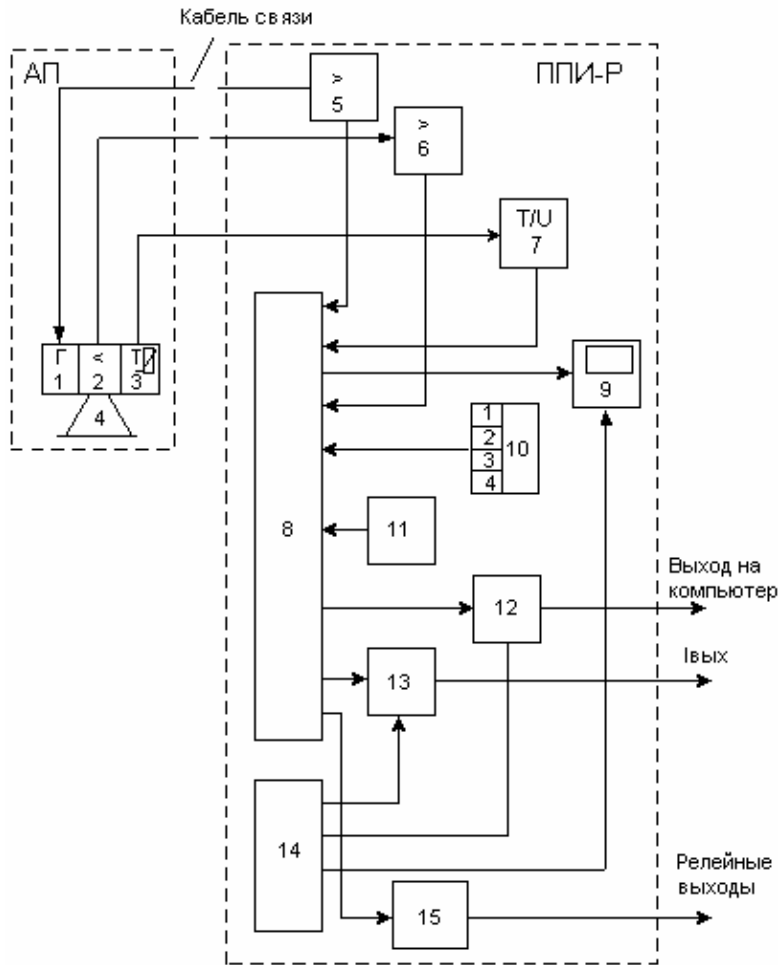 Кабель связи
АП
ППИ-Р
>
5
>
6
T/U
7
Г
1
<
2
T
3
4
9
1
2
3
4
10
8
11
12
Выход на
компьютер
13
Iвых
14
15
Релейные
выходы